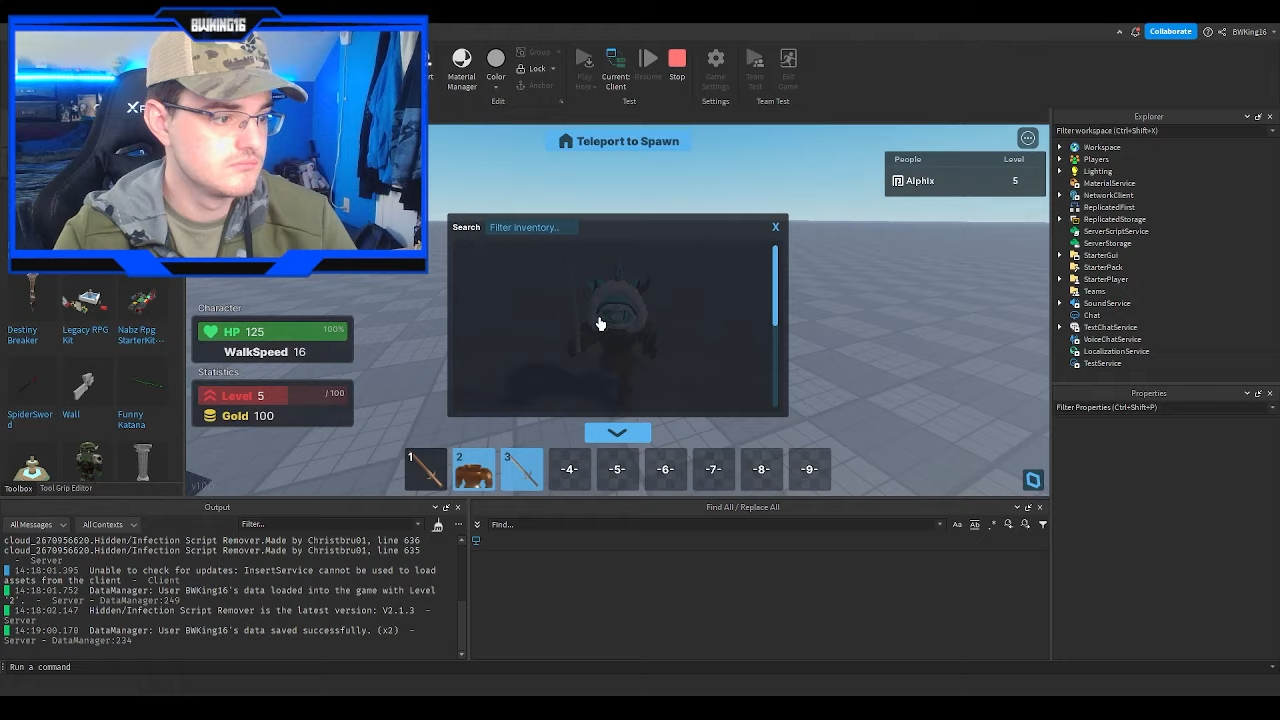 BWKING16
Collaborate
BWKing16
Material
Manager
Color
Group
Lock
Anchor
Edit
Play
Here
Current
Client
Resume
Stop
Test
Game
Settings
Settings
Team
Test
Exit
Game
Team Test
Teleport to Spawn
People Level
Alphix 5
Explorer
Filter workspace (Ctrl+Shift+X)
Workspace
Players
Lighting
MaterialService
NetworkClient
ReplicatedFirst
ReplicatedStorage
ServerScriptService
ServerStorage
StarterGui
StarterPack
StarterPlayer
Teams
SoundService
Chat
TextChatService
VoiceChatService
LocalizationService
TestService
Properties
Filter Properties (Ctrl+Shift+P)
Search Filter inventory.. X
Character
HP 125 100%
WalkSpeed 16
Statistics
Level 5 / 100
Gold 100
1 2 3 -4- -5- -6- -7- -8- -9-
Destiny
Breaker
Legacy RPG
Kit
Nabz Rpg
StarterKit...
SpiderSwor
d
Wall
Funny
Katana
Toolbox Tool Grip Editor
Output
All Messages All Contexts Filter...
cloud_2670956620.Hidden/Infection Script Remover.Made by Christbru01, line 636
cloud_2670956620.Hidden/Infection Script Remover.Made by Christbru01, line 635
- Server
14:18:01.395 Unable to check for updates: InsertService cannot be used to load
assets from the client - Client
14:18:01.752 DataManager: User BWKing16's data loaded into the game with Level
'2'. - Server - DataManager:249
14:18:02.147 Hidden/Infection Script Remover is the latest version: V2.1.3 -
Server
14:19:00.170 DataManager: User BWKing16's data saved successfully. (x2) -
Server - DataManager:234
Run a command
Find All / Replace All
Find...
Aa Ab .*